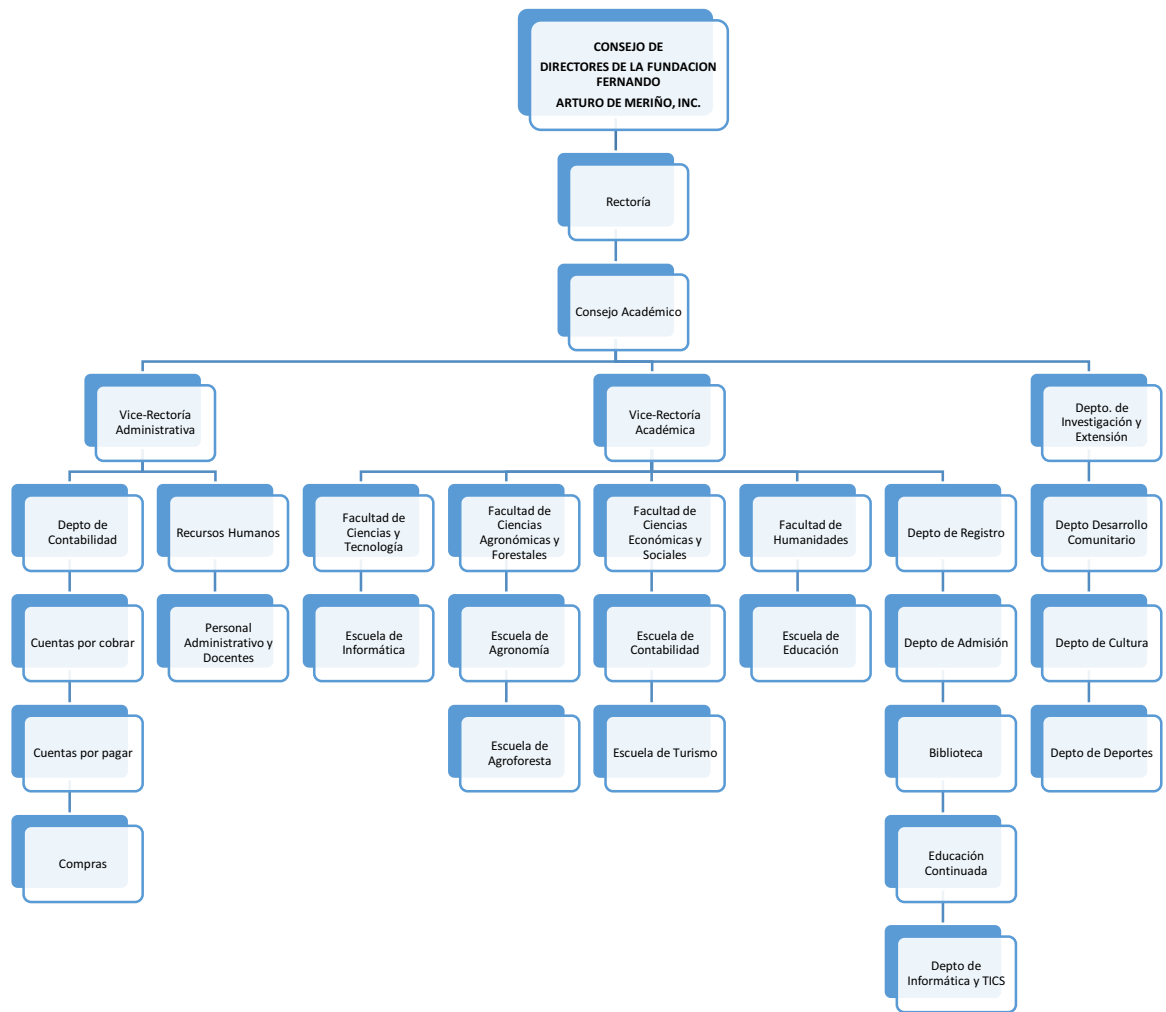 CONSEJO DE
DIRECTORES DE LA FUNDACION
FERNANDO
ARTURO DE MERIÑO, INC.
Rectoría
Consejo Académico
Vice-Rectoría
Administrativa
Vice-Rectoría
Académica
Depto. de
Investigación y
Extensión
Depto de
Contabilidad
Recursos Humanos
Facultad de
Ciencias y
Tecnología
Facultad de
Ciencias
Agronómicas y
Forestales
Facultad de
Ciencias
Económicas y
Sociales
Facultad de
Humanidades
Depto de Registro
Depto Desarrollo
Comunitario
Cuentas por cobrar
Personal
Administrativo y
Docentes
Escuela de
Informática
Escuela de
Agronomía
Escuela de
Contabilidad
Escuela de
Educación
Depto de Admisión
Depto de Cultura
Cuentas por pagar
Escuela de
Agroforesta
Escuela de Turismo
Biblioteca
Depto de Deportes
Compras
Educación
Continuada
Depto de
Informática y TICS